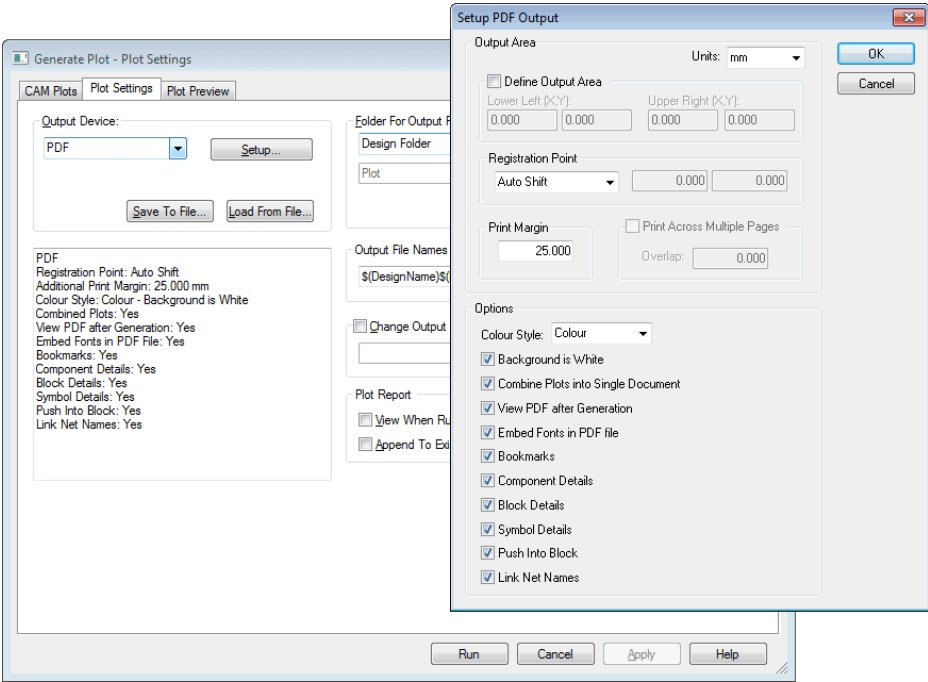 Generate Plot - Plot Settings
CAM Plots
Plot Settings
Plot Preview
Output Device:
PDF
Setup...
Save To File...
Load From File...
PDF
Registration Point: Auto Shift
Additional Print Margin: 25.000 mm
Colour Style: Colour - Background is White
Combined Plots: Yes
View PDF after Generation: Yes
Embed Fonts in PDF File: Yes
Bookmarks: Yes
Component Details: Yes
Block Details: Yes
Symbol Details: Yes
Push Into Block: Yes
Link Net Names: Yes
Folder For Output F
Design Folder
Plot
Output File Names
$(DesignName)$(
Change Output
Plot Report
View When Ru
Append To Exi
Run
Cancel
Apply
Help
Setup PDF Output
Output Area
Units: mm
Define Output Area
Lower Left (X,Y):
Upper Right (X,Y):
0.000 0.000 0.000 0.000
Registration Point
Auto Shift 0.000 0.000
Print Margin
25.000
Print Across Multiple Pages
Overlap: 0.000
Options
Colour Style: Colour
Background is White
Combine Plots into Single Document
View PDF after Generation
Embed Fonts in PDF file
Bookmarks
Component Details
Block Details
Symbol Details
Push Into Block
Link Net Names
OK
Cancel